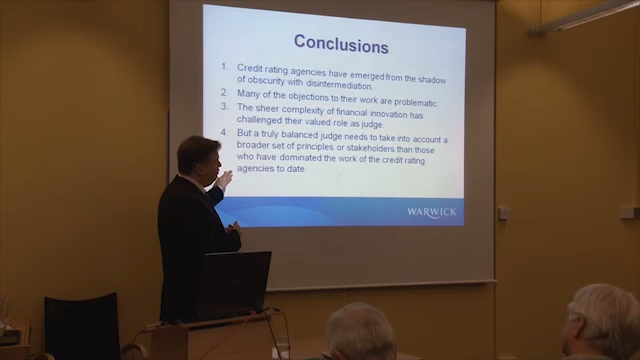 Conclusions
1. Credit rating agencies have emerged from the shadow
of obscurity with disintermediation.
2. Many of the objections to their work are problematic.
3. The sheer complexity of financial innovation has
challenged their valued role as judge.
4. But a truly balanced judge needs to take into account a
broader set of principles or stakeholders than those
who have dominated the work of the credit rating
agencies to date.
WARWICK